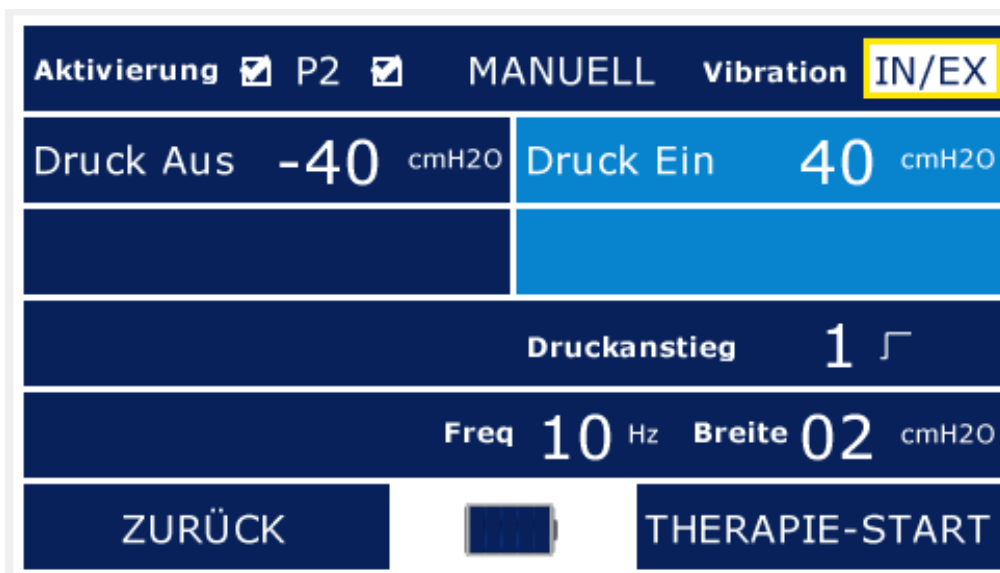 Aktivierung P2 MANUELL Vibration IN/EX
Druck Aus -40 cmH2O Druck Ein 40 cmH2O
Druckanstieg 1
Freq 10 Hz Breite 02 cmH2O
ZURÜCK THERAPIE-START